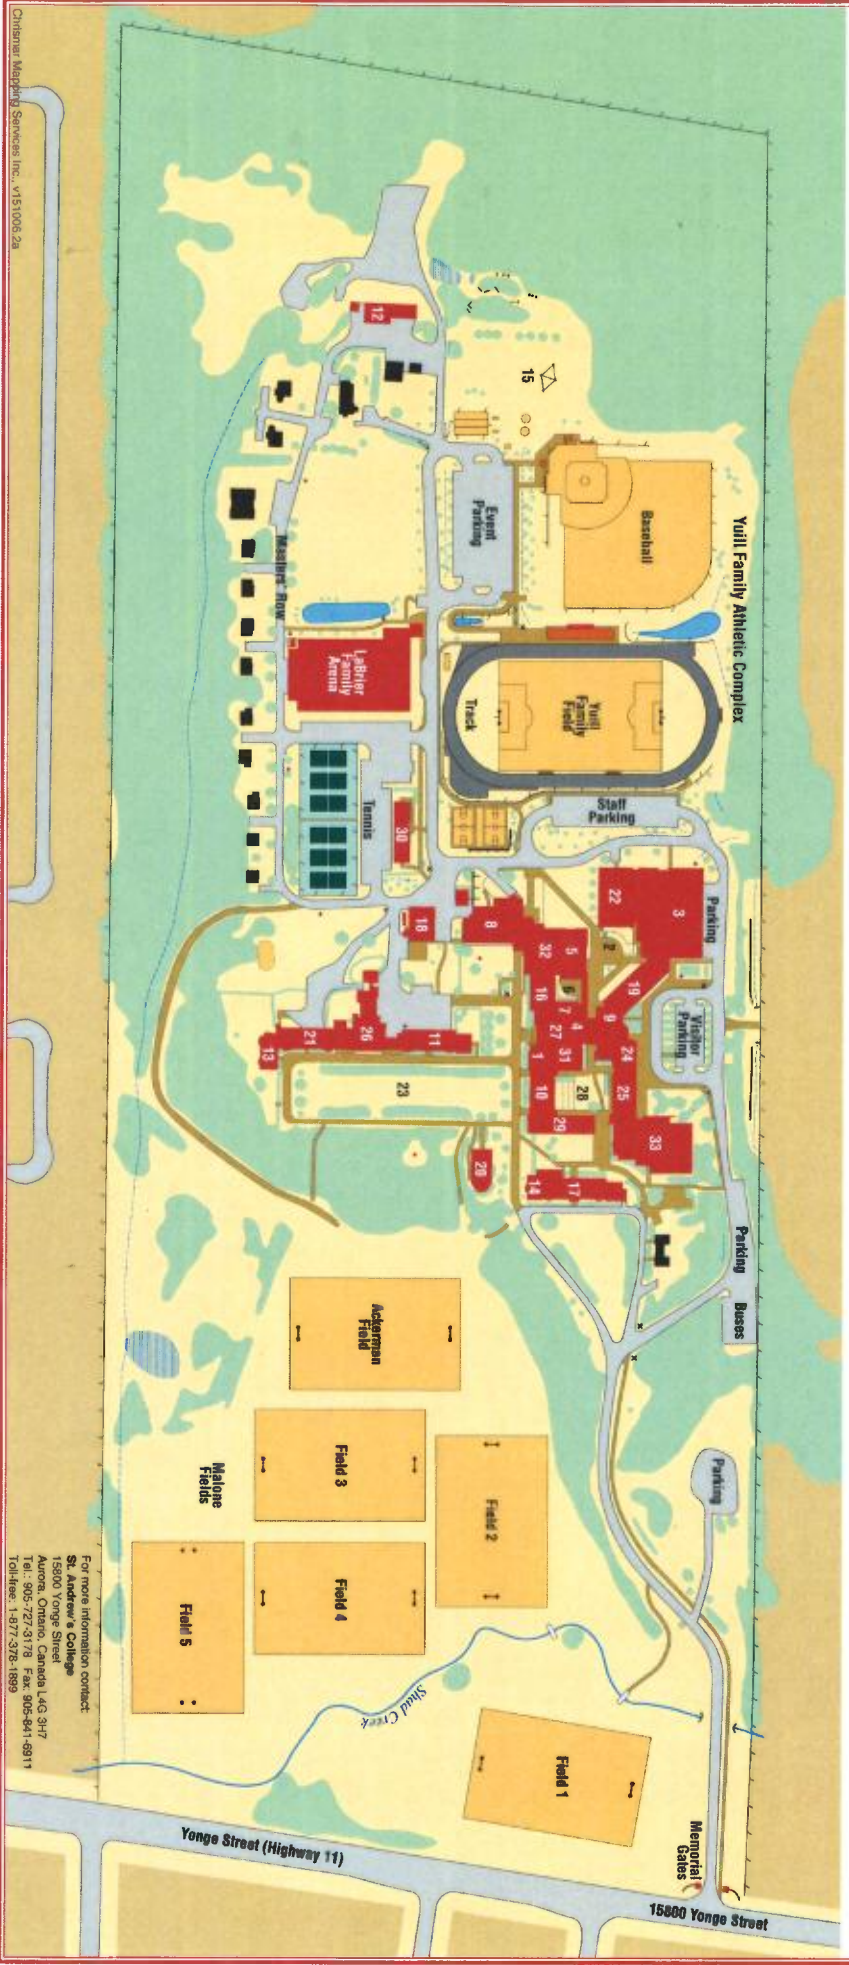 Yuill Family Athletic Complex
Baseball
15
12
Event
Parking
Masters' Row
LaBrier
Family
Arena
Yuill
Family
Field
Track
Staff
Parking
Tennis
30
Parking
3
22
2
19
18
8
5
32
6
16
7
4
9
27
31
1
24
25
Visitor
Parking
28
10
29
33
21
26
11
13
23
20
14
17
Parking
Buses
Parking
Ackerman
Field
Field 3
Field 2
Field 4
Field 5
Malone
Fields
Field 1
Shud Creek
Memorial
Gates
15800 Yonge Street
Yonge Street (Highway 11)
For more information contact:
St. Andrew's College
15800 Yonge Street
Aurora, Ontario, Canada L4G 3H7
Tel.: 905-727-3178 Fax: 905-841-6911
Toll-free: 1-877-378-1899
Chrismar Mapping Services Inc., v151006.2a